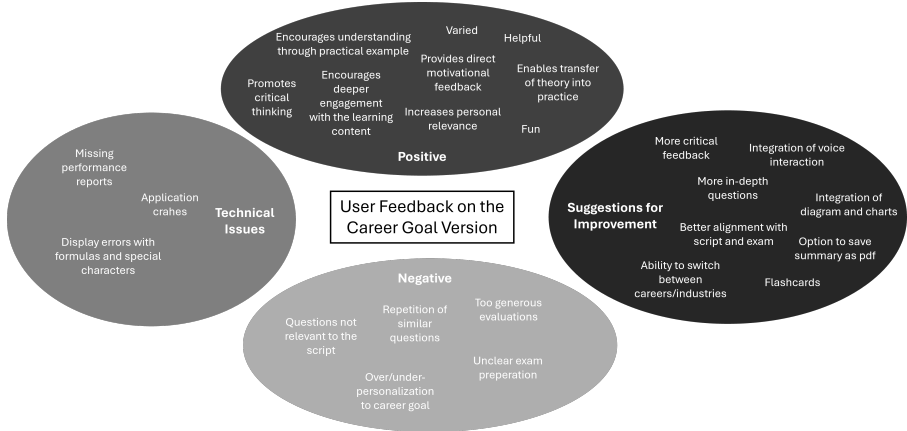 Encourages understanding
through practical example
Varied
Helpful
Provides direct
motivational
feedback
Enables transfer
of theory into
practice
Promotes
critical
thinking
Encourages
deeper
engagement
with the learning
content
Increases personal
relevance
Fun
Positive
Missing
performance
reports
Application
crahes
Technical
Issues
Display errors with
formulas and special
characters
User Feedback on the
Career Goal Version
More critical
feedback
Integration of voice
interaction
More in-depth
questions
Integration of
diagram and charts
Suggestions for
Improvement
Better alignment with
script and exam
Option to save
summary as pdf
Ability to switch
between
careers/industries
Flashcards
Negative
Questions not
relevant to the
script
Repetition of
similar
questions
Too generous
evaluations
Unclear exam
preperation
Over/under-
personalization
to career goal